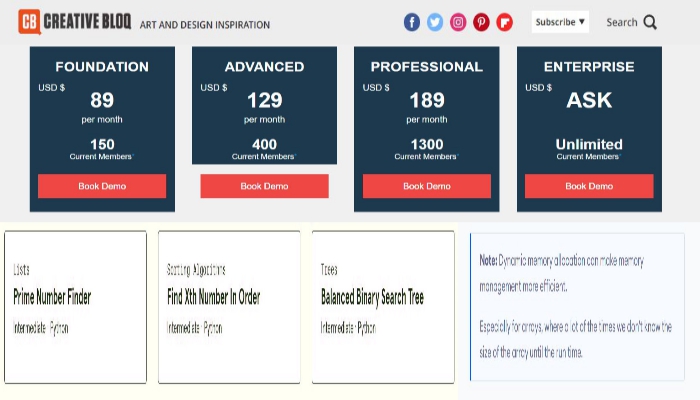 CB CREATIVE BLOQ ART AND DESIGN INSPIRATION
Subscribe ▼
Search
FOUNDATION
USD $
89
per month
150
Current Members*
Book Demo
ADVANCED
USD $
129
per month
400
Current Members*
Book Demo
PROFESSIONAL
USD $
189
per month
1300
Current Members*
Book Demo
ENTERPRISE
USD $
ASK
Unlimited
Current Members*
Book Demo
Lists
Prime Number Finder
Intermediate · Python
Sorting Algorithms
Find Xth Number In Order
Intermediate · Python
Trees
Balanced Binary Search Tree
Intermediate · Python
Note: Dynamic memory allocation can make memory
management more efficient.
Especially for arrays, where a lot of the times we don't know the
size of the array until the run time.